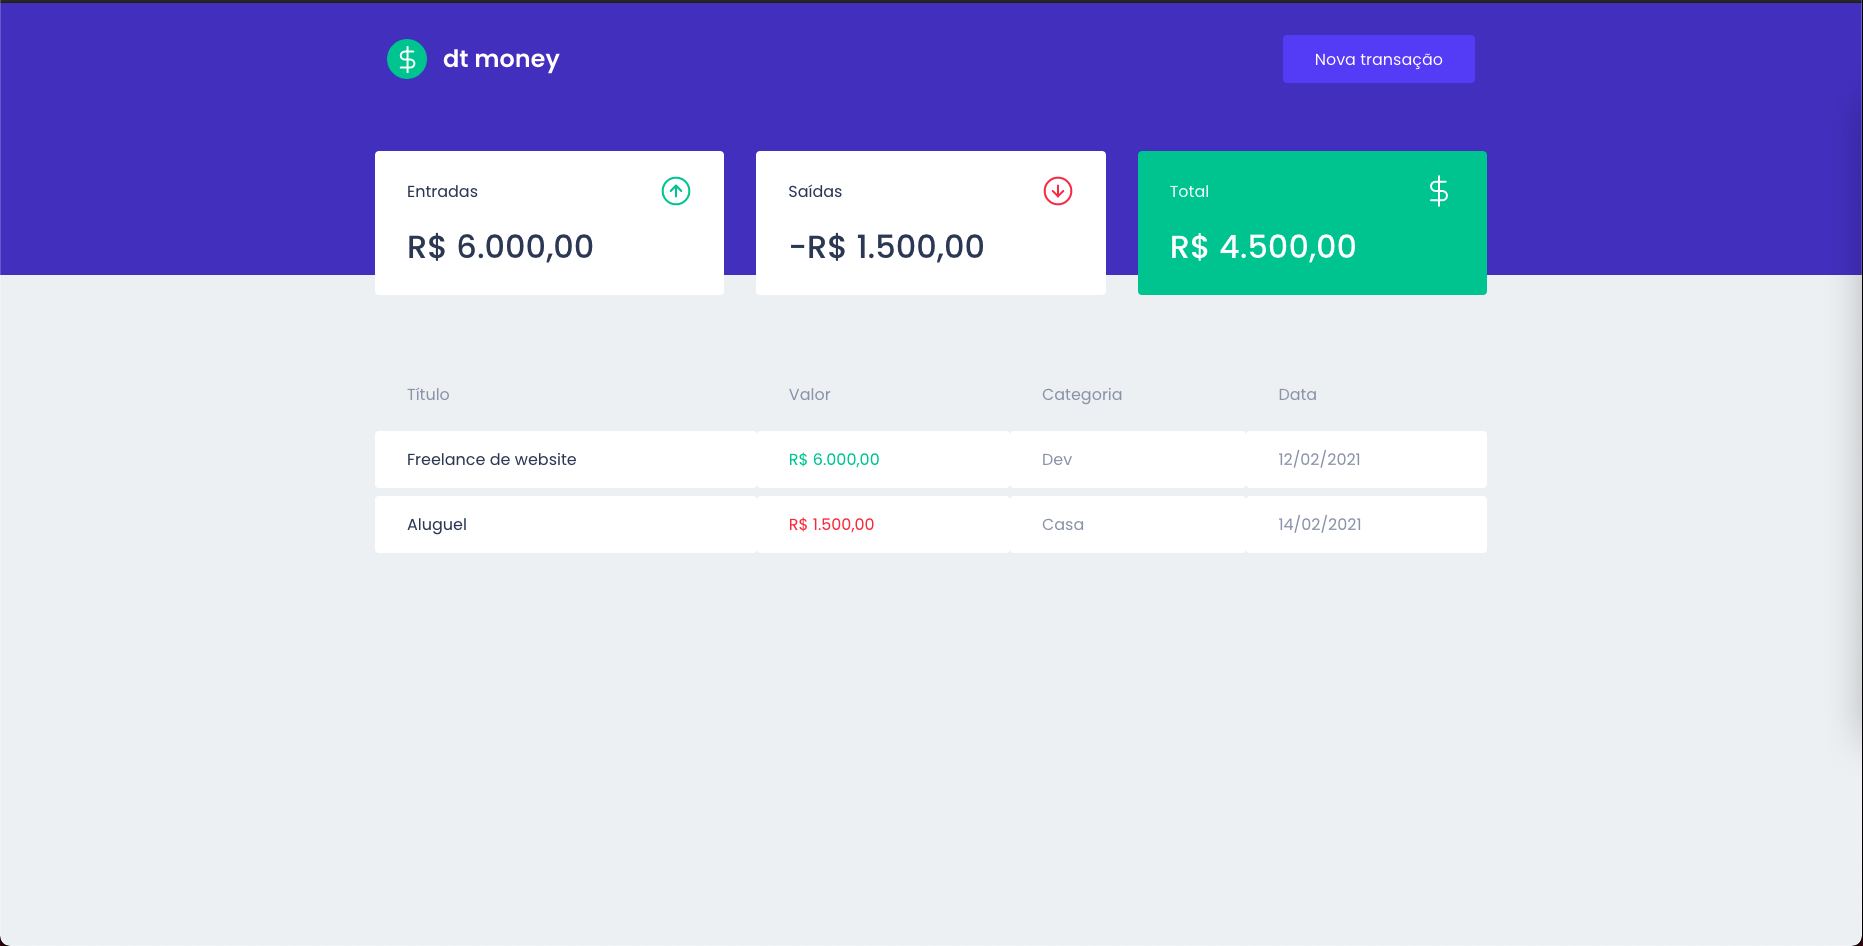 dt money
Nova transação
Entradas
R$ 6.000,00
Saídas
-R$ 1.500,00
Total
$
R$ 4.500,00
Título Valor Categoria Data
Freelance de website R$ 6.000,00 Dev 12/02/2021
Aluguel R$ 1.500,00 Casa 14/02/2021